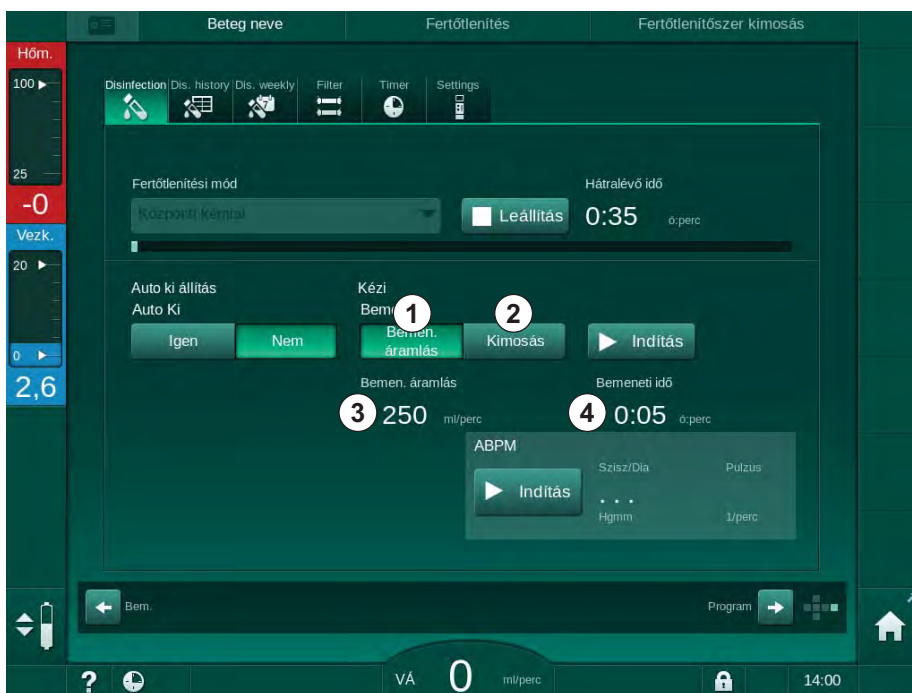 Beteg neve Fertőtlenítés Fertőtlenítőszer kimosás
Hőm.
100
25
-0
Vezk.
20
0
2,6
Disinfection Dis. history Dis. weekly Filter Timer Settings
7
Fertőtlenítési mód Hátralévő idő
Központi kémiai Leállítás 0:35 ó:perc
Auto ki állítás Kézi
Auto Ki
1 2
Igen Nem Bemen. áramlás Kimosás Indítás
Bemen. áramlás Bemeneti idő
3 250 ml/perc 4 0:05 ó:perc
ABPM
Szisz/Dia Pulzus
Indítás . . .
Hgmm 1/perc
Bem. Program
? VÁ 0 ml/perc 14:00